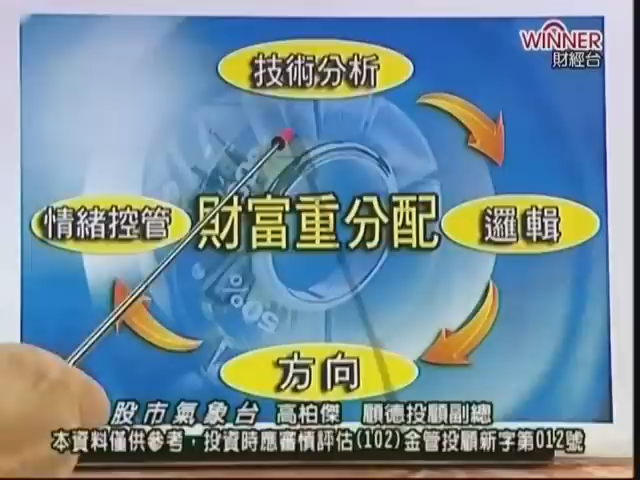 WINNER
財經台
技術分析
情緒控管
財富重分配
邏輯
方向
50%
股市氣象台 高柏傑 順德投顧副總
本資料僅供參考，投資時應審慎評估(102)金管投顧新字第012號